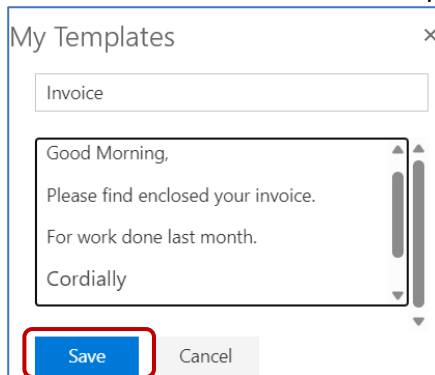 My Templates
Invoice
Good Morning,
Please find enclosed your invoice.
For work done last month.
Cordially
Save Cancel